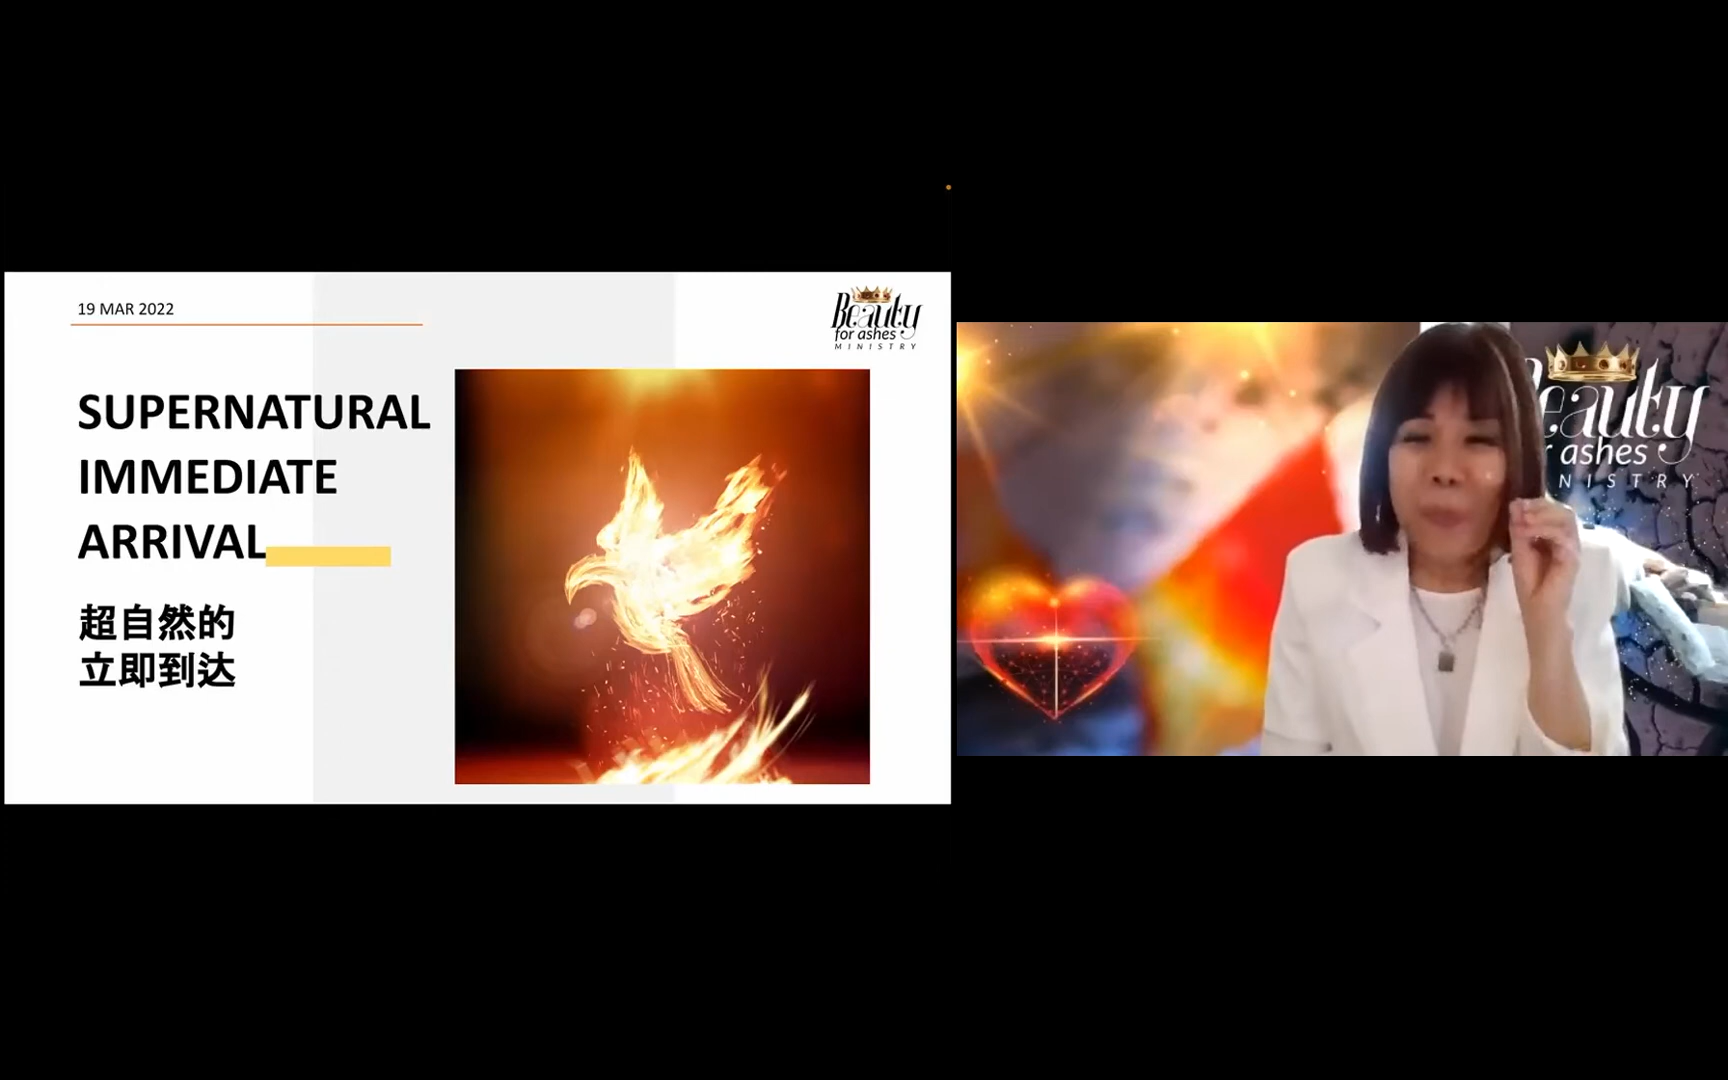 19 MAR 2022
Beauty
for ashes
MINISTRY
SUPERNATURAL
IMMEDIATE
ARRIVAL
超自然的
立即到达
eauty
r ashes
NISTRY